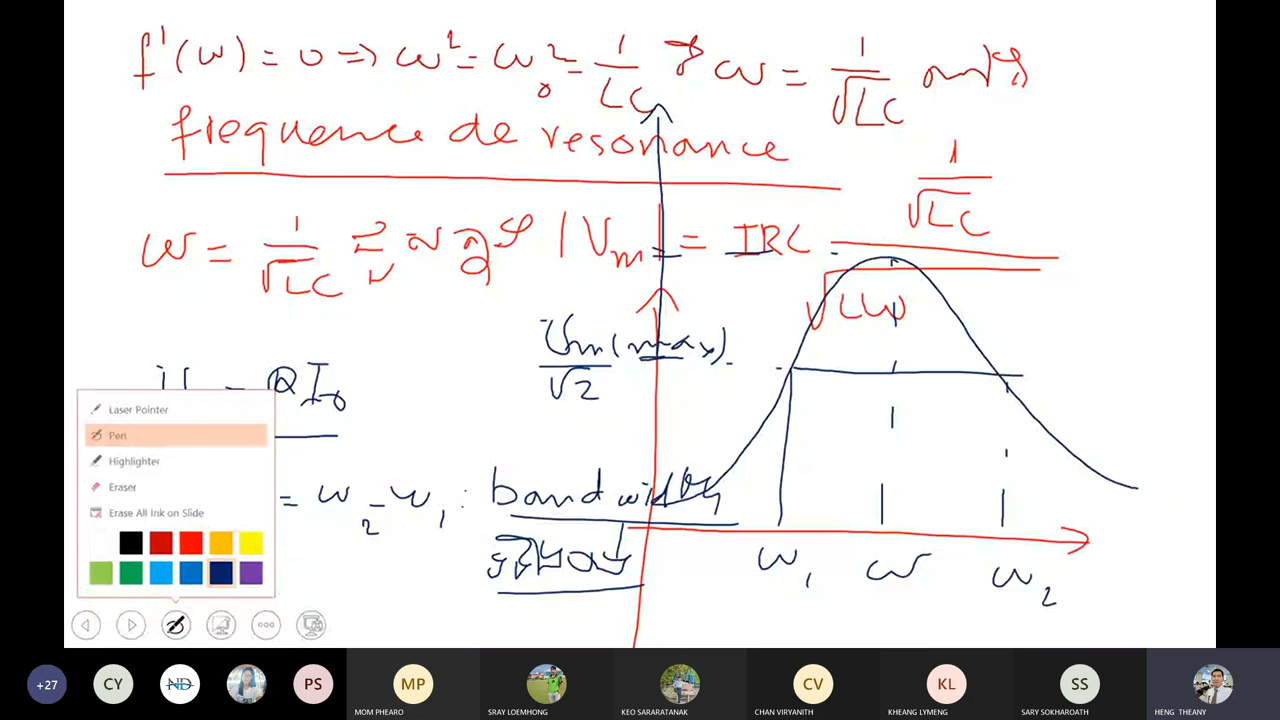 f'(ω) = 0 ⇒ ω² = ω₀² = 1/LC ⇒ ω = 1/√LC
frequence de resonance
1/√LC
ω = 1/√LC
Vm = IRC
Vm(max)/√2
= QI₀
Laser Pointer
Pen
Highlighter
Eraser
Erase All Ink on Slide
= ω₂ - ω₁ : bandwidth
ω₁ ω ω₂
+27 CY ND PS MP CV KL SS
MOM PHEARO SRAY LOEMHONG KEO SARARATANAK CHAN VIRYANITH KHEANG LYMENG SARY SOKHAROATH HENG THEANY